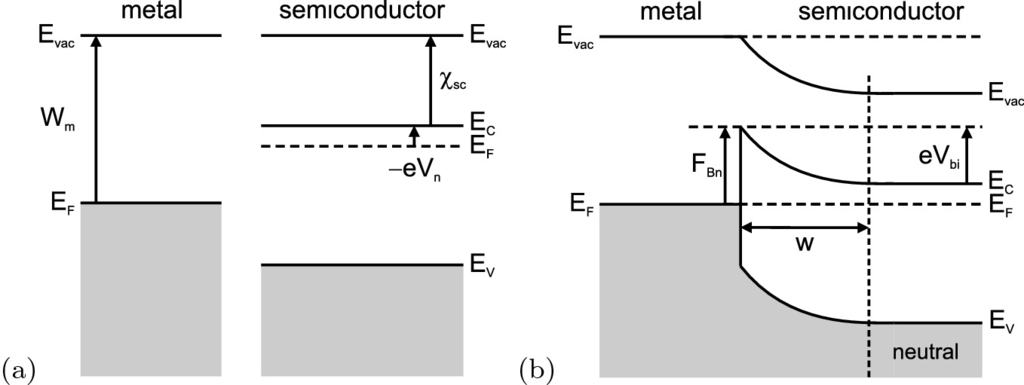 metal
semiconductor
E_vac
E_vac
W_m
χ_sc
E_C
E_F
−eV_n
E_F
E_V
(a)
metal
semiconductor
E_vac
E_vac
F_Bn
eV_bi
E_C
E_F
E_F
w
E_V
neutral
(b)